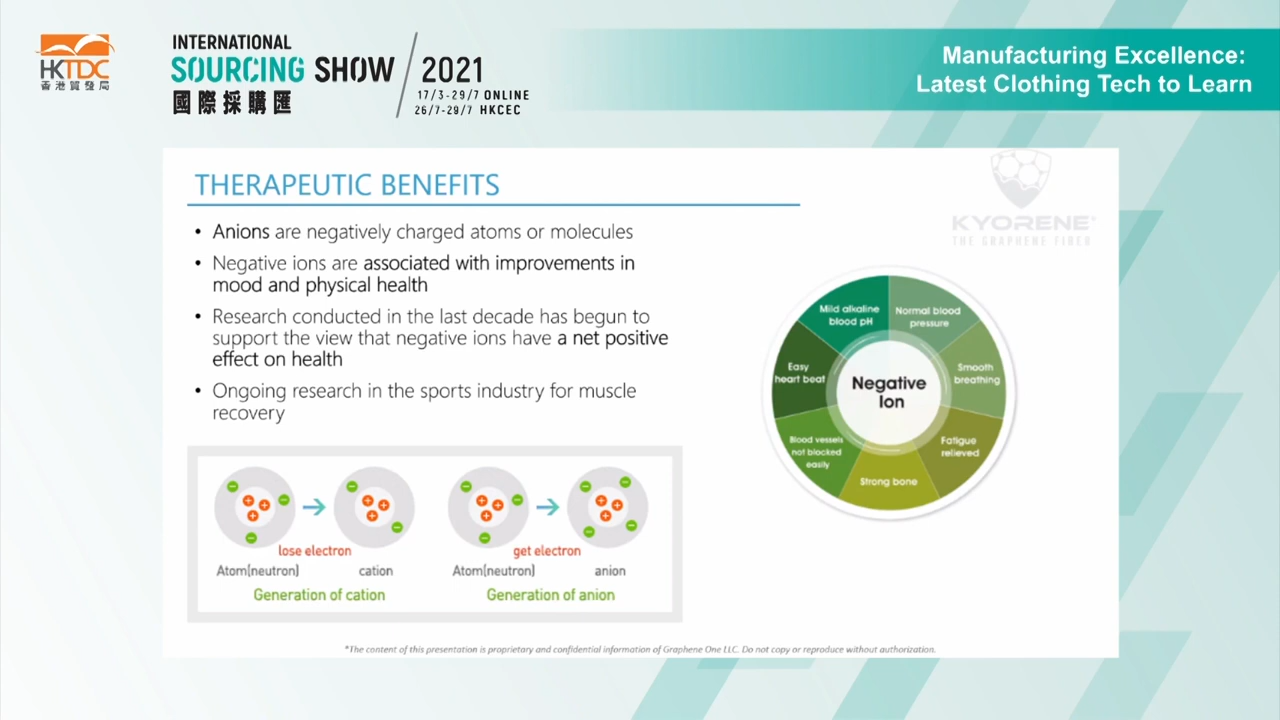 HKTDC
香港貿發局
INTERNATIONAL
SOURCING SHOW
國際採購匯
2021
17/3-29/7 ONLINE
26/7-29/7 HKCEC
Manufacturing Excellence:
Latest Clothing Tech to Learn
THERAPEUTIC BENEFITS
KYORENE®
THE GRAPHENE FIRES
• Anions are negatively charged atoms or molecules
• Negative ions are associated with improvements in
mood and physical health
• Research conducted in the last decade has begun to
support the view that negative ions have a net positive
effect on health
• Ongoing research in the sports industry for muscle
recovery
Mild alkaline
blood pH
Normal blood
pressure
Easy
heart beat
Smooth
breathing
Negative
Ion
Blood vessels
not blocked
easily
Fatigue
relieved
Strong bone
lose electron
Atom(neutron)
cation
Generation of cation
get electron
Atom(neutron)
anion
Generation of anion
*The content of this presentation is proprietary and confidential information of Graphene One LLC. Do not copy or reproduce without authorization.